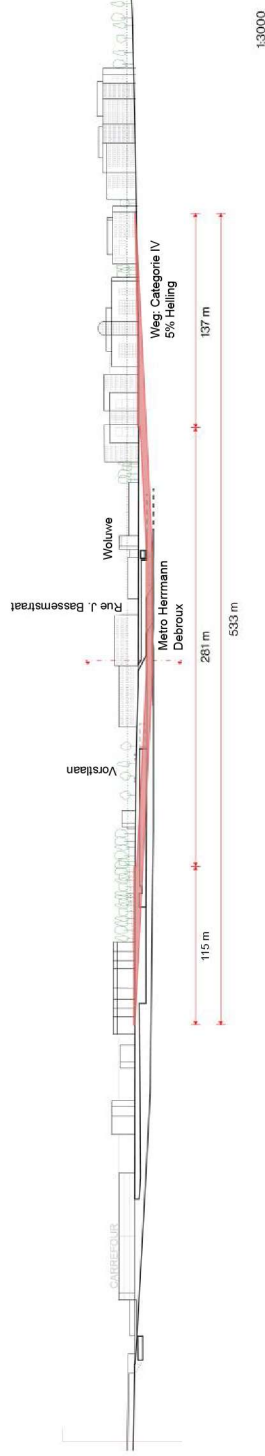 CARREFOUR
Vorstlaan
Rue J. Bassemstraat
Woluwe
Metro Herrmann
Debroux
Weg: Categorie IV
5% Helling
115 m
281 m
137 m
533 m
1:3000